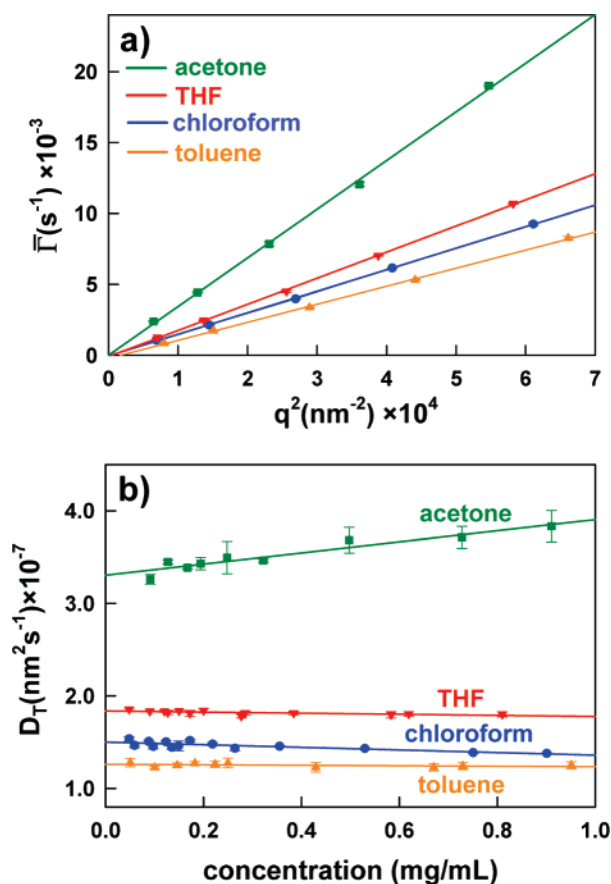 a)
acetone
THF
chloroform
toluene
20
15
10
5
0
Γ̅(s⁻¹) ×10⁻³
0 1 2 3 4 5 6 7
q²(nm⁻²) ×10⁴
b)
acetone
THF
chloroform
toluene
4.0
3.0
2.0
1.0
D_T(nm²s⁻¹)×10⁻⁷
0.0 0.2 0.4 0.6 0.8 1.0
concentration (mg/mL)